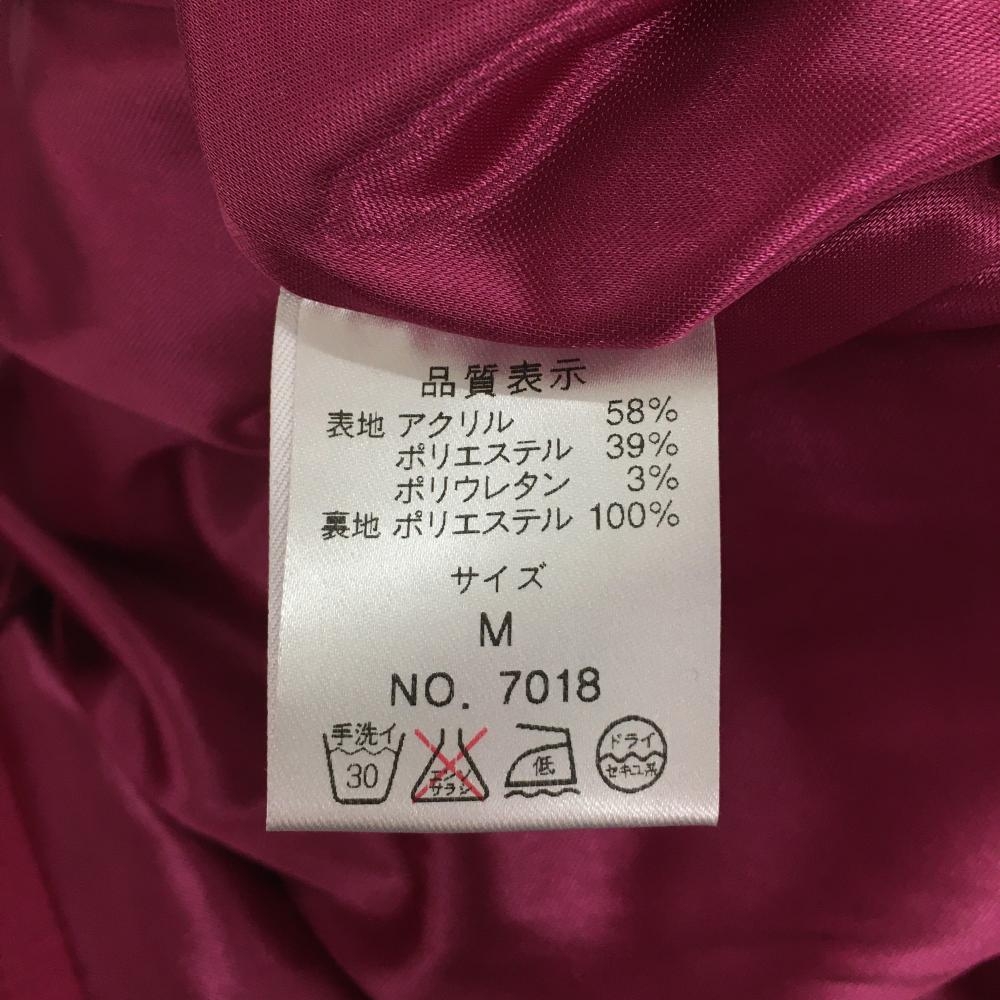 品質表示
表地 アクリル 58%
ポリエステル 39%
ポリウレタン 3%
裏地 ポリエステル 100%
サイズ
M
NO. 7018
手洗イ
30
エンソ
サラシ
低
ドライ
セキユ系